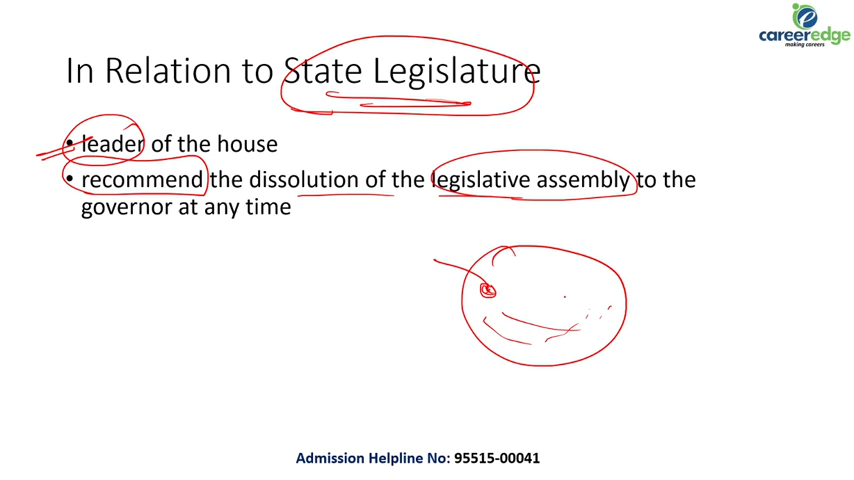 careeredge
making careers
In Relation to State Legislature
• leader of the house
• recommend the dissolution of the legislative assembly to the
governor at any time
Admission Helpline No: 95515-00041